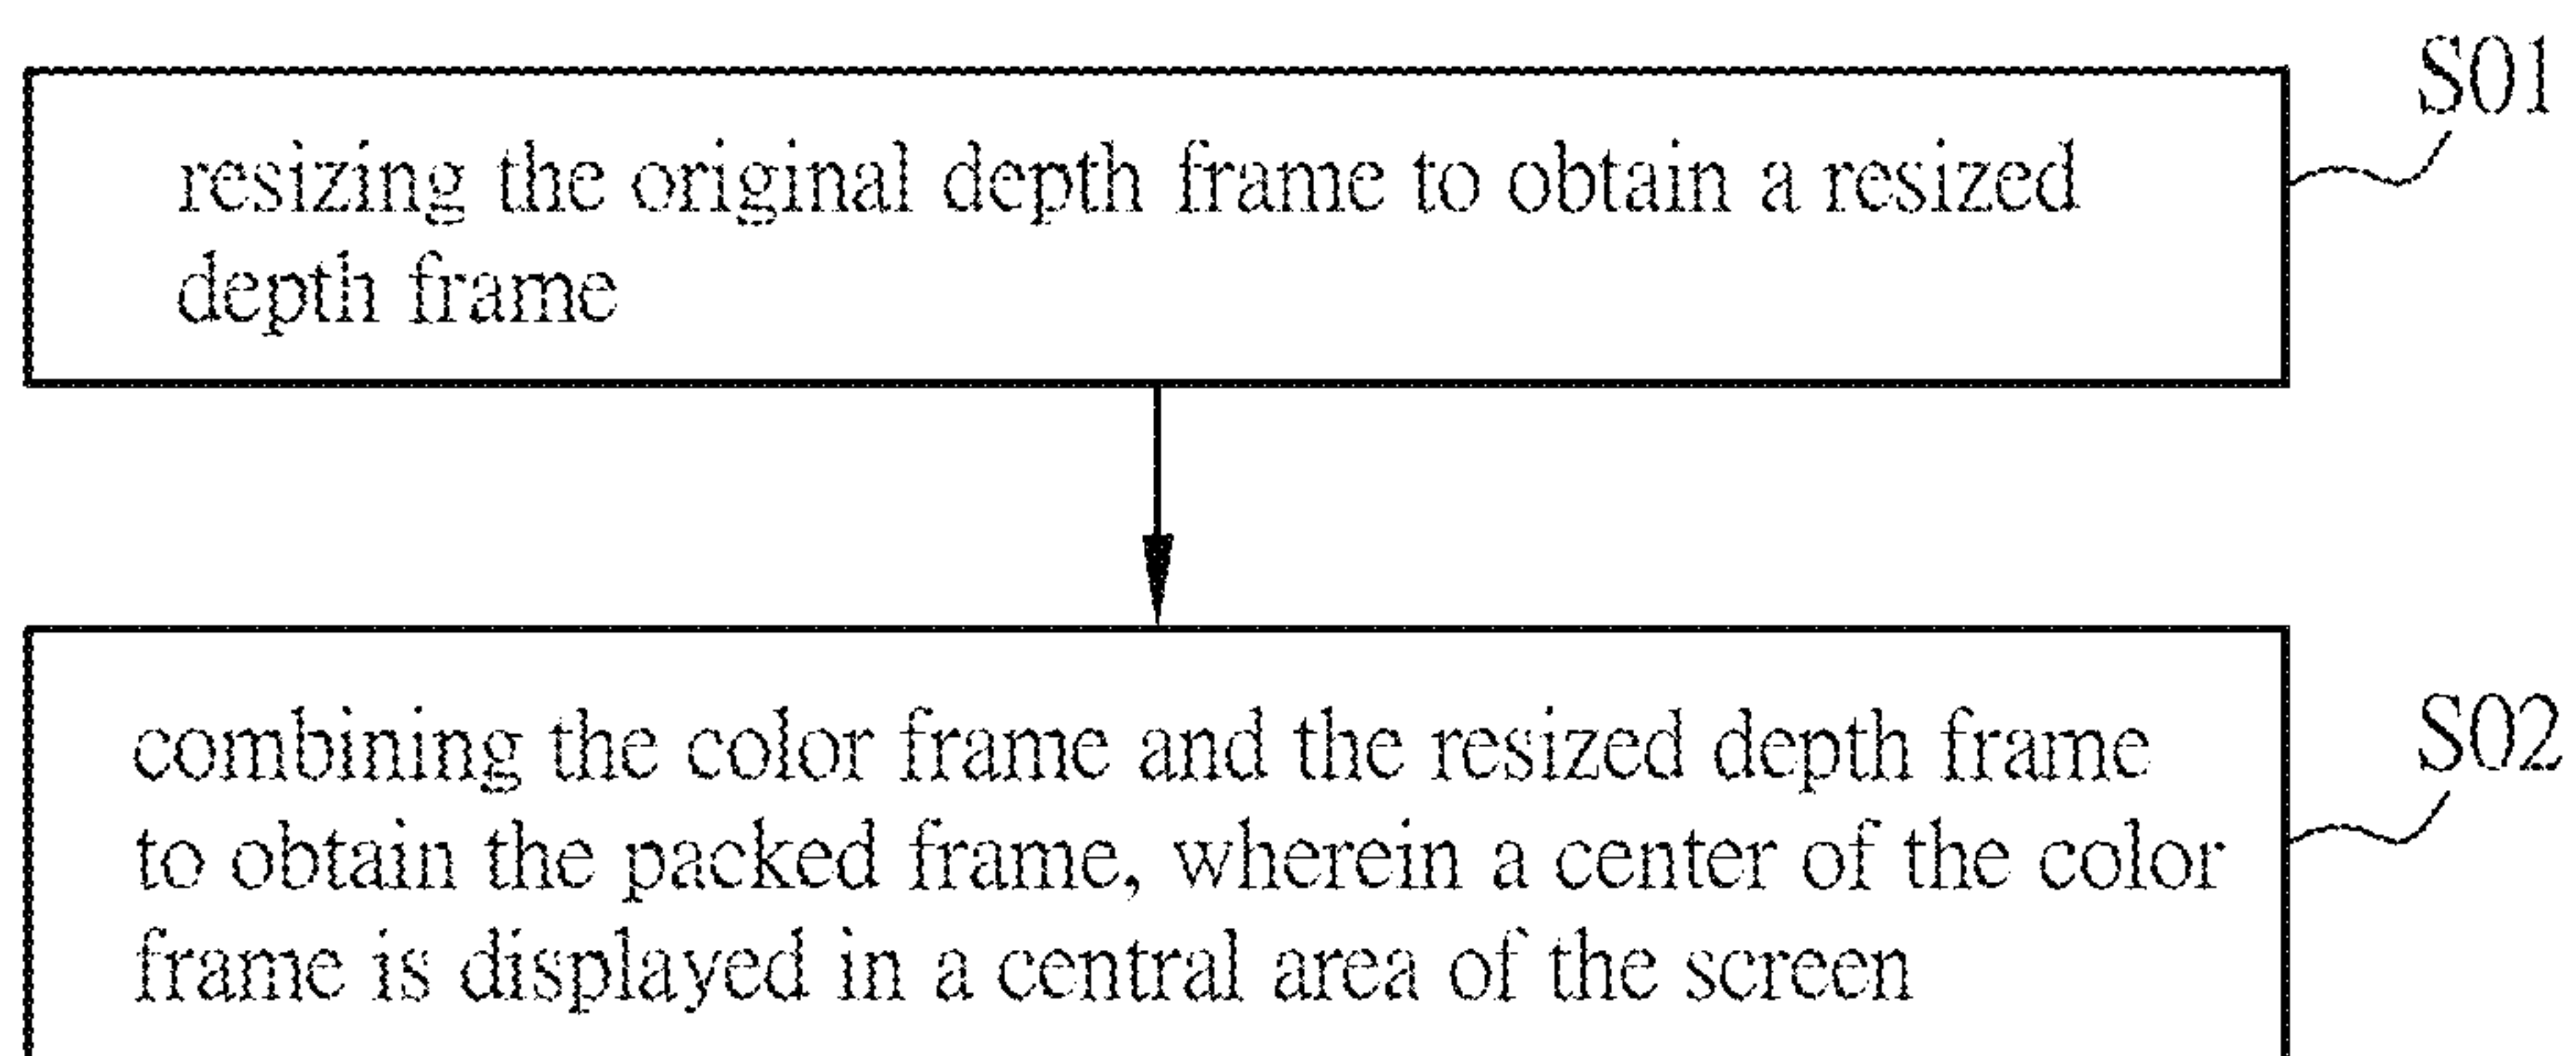 S01
resizing the original depth frame to obtain a resized
depth frame
S02
combining the color frame and the resized depth frame
to obtain the packed frame, wherein a center of the color
frame is displayed in a central area of the screen